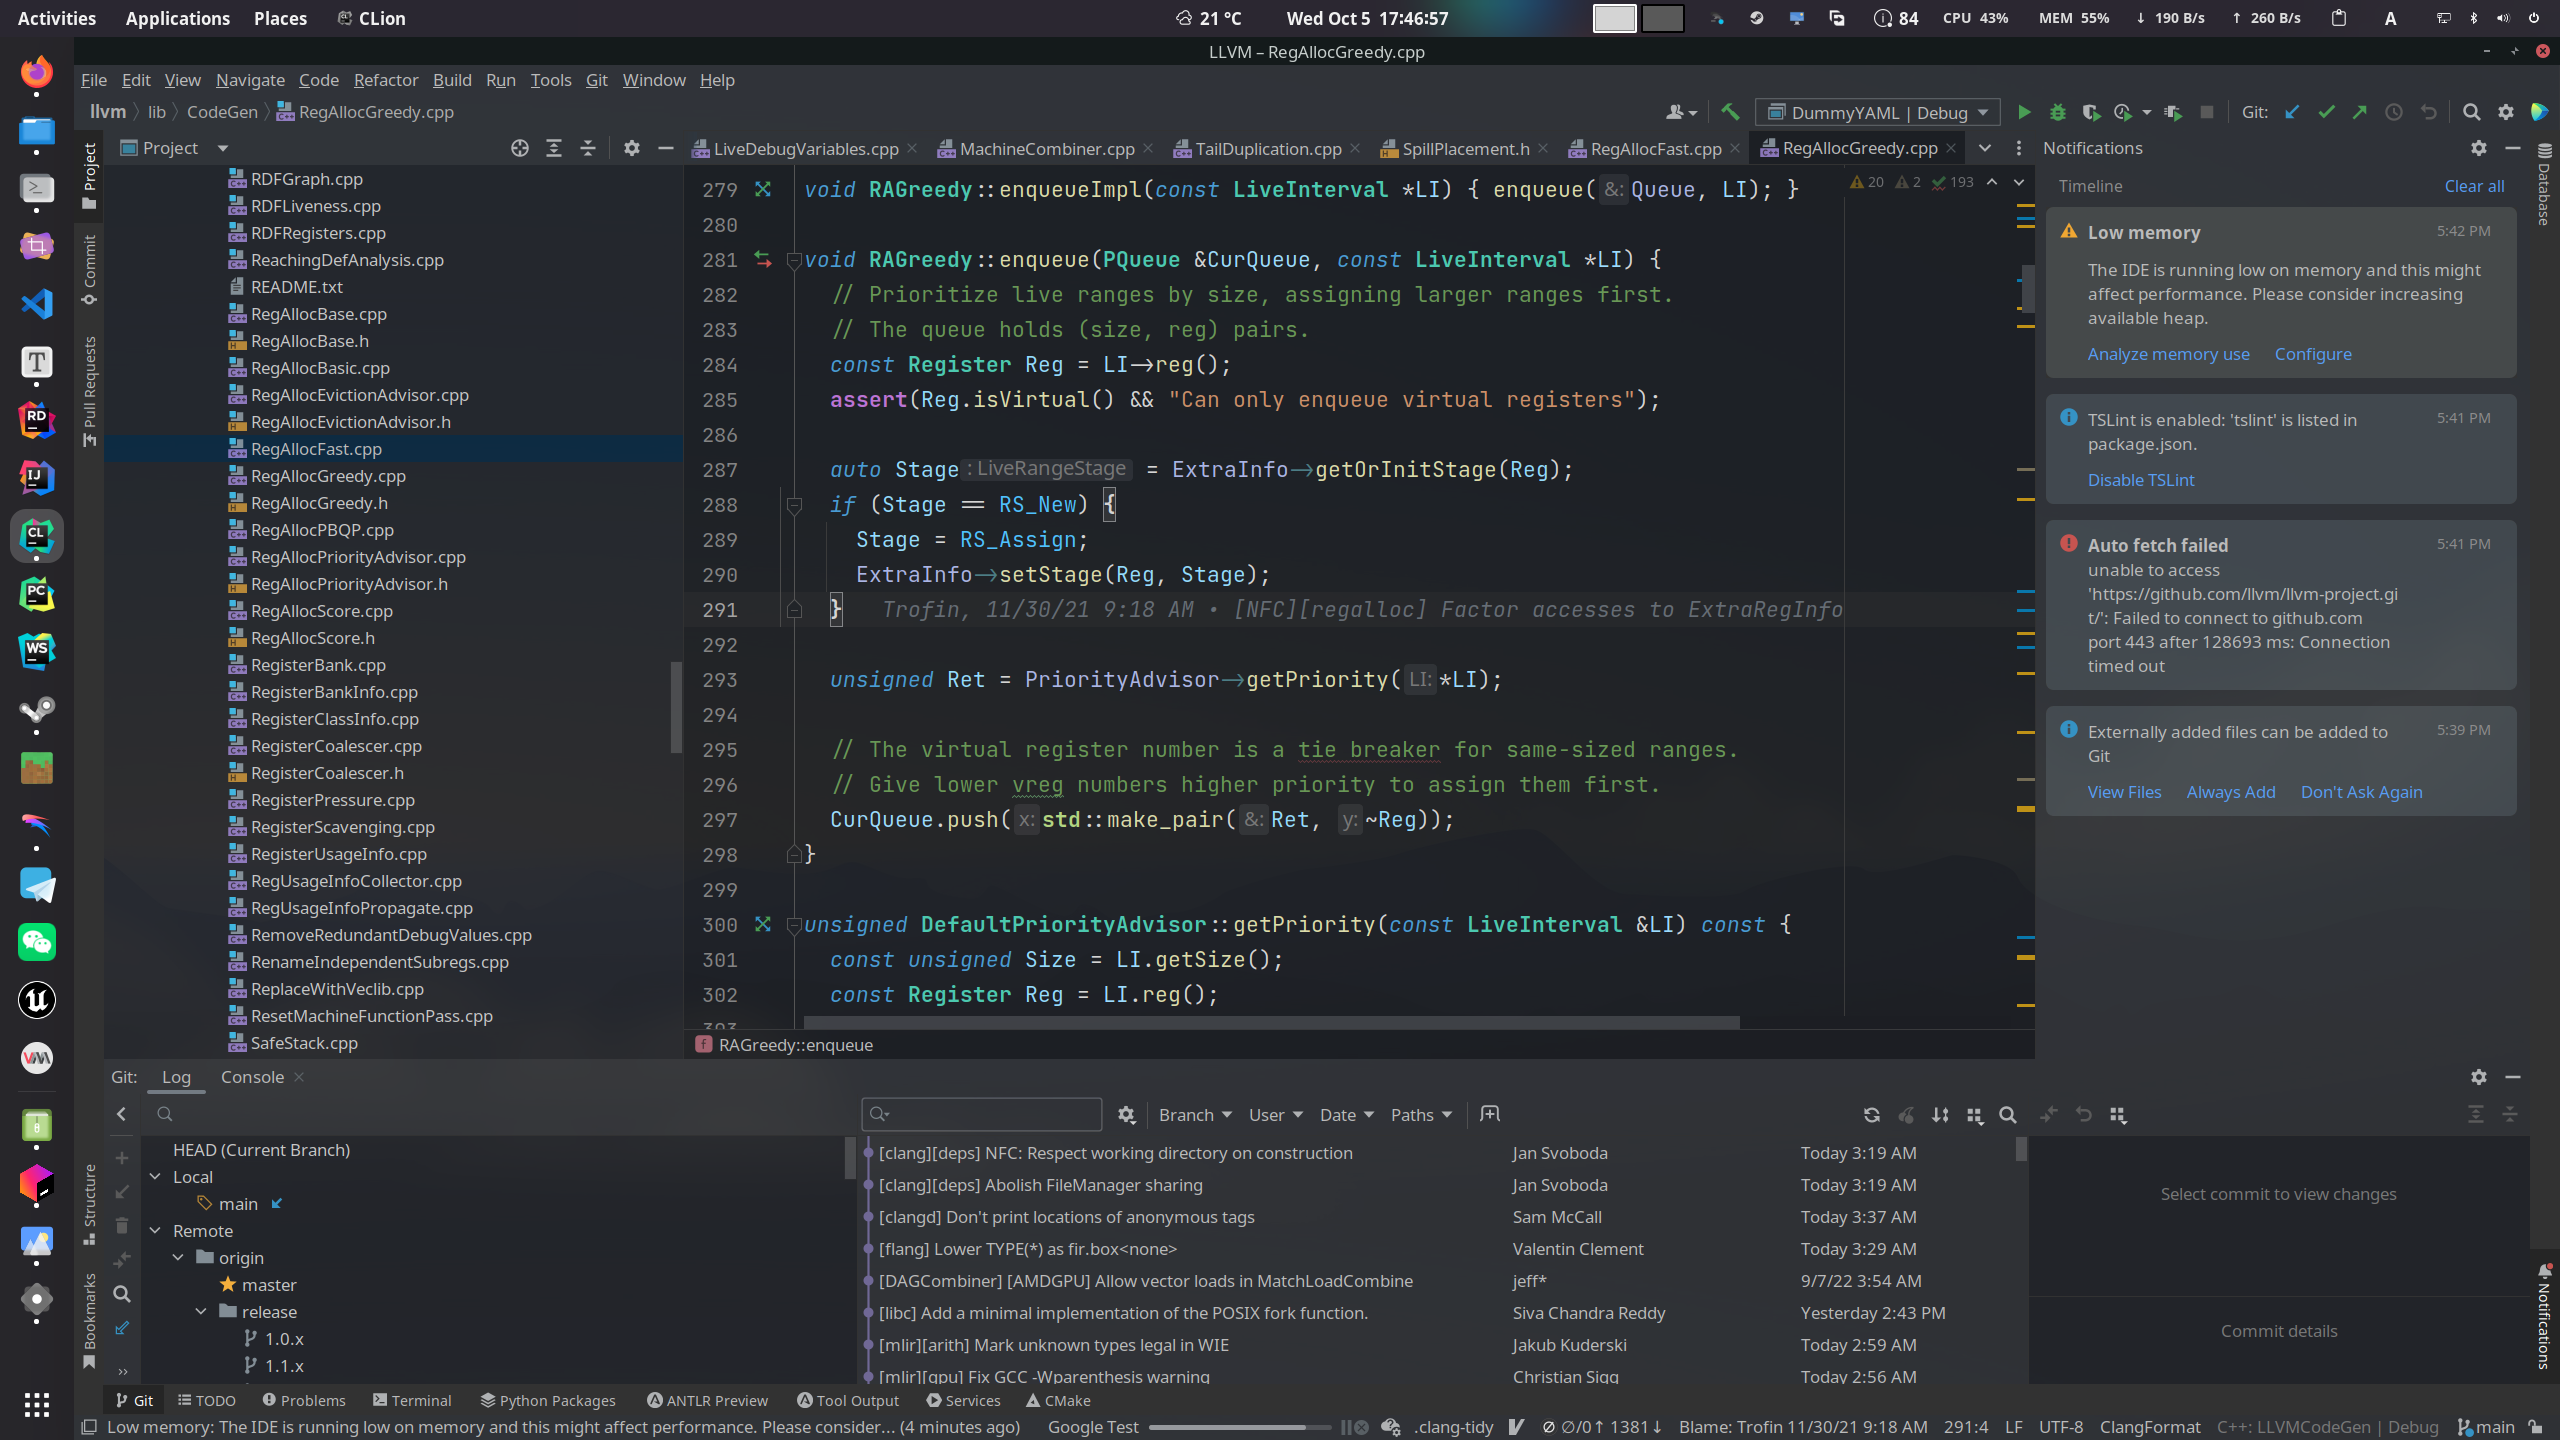 Activities Applications Places CLion 21 °C Wed Oct 5 17:46:57 84 CPU 43% MEM 55% ↓ 190 B/s ↑ 260 B/s A
LLVM – RegAllocGreedy.cpp
File Edit View Navigate Code Refactor Build Run Tools Git Window Help
llvm lib CodeGen RegAllocGreedy.cpp DummyYAML | Debug Git:
Project
LiveDebugVariables.cpp MachineCombiner.cpp TailDuplication.cpp SpillPlacement.h RegAllocFast.cpp RegAllocGreedy.cpp
Project
Commit
Pull Requests
Structure
Bookmarks
RDFGraph.cpp
RDFLiveness.cpp
RDFRegisters.cpp
ReachingDefAnalysis.cpp
README.txt
RegAllocBase.cpp
RegAllocBase.h
RegAllocBasic.cpp
RegAllocEvictionAdvisor.cpp
RegAllocEvictionAdvisor.h
RegAllocFast.cpp
RegAllocGreedy.cpp
RegAllocGreedy.h
RegAllocPBQP.cpp
RegAllocPriorityAdvisor.cpp
RegAllocPriorityAdvisor.h
RegAllocScore.cpp
RegAllocScore.h
RegisterBank.cpp
RegisterBankInfo.cpp
RegisterClassInfo.cpp
RegisterCoalescer.cpp
RegisterCoalescer.h
RegisterPressure.cpp
RegisterScavenging.cpp
RegisterUsageInfo.cpp
RegUsageInfoCollector.cpp
RegUsageInfoPropagate.cpp
RemoveRedundantDebugValues.cpp
RenameIndependentSubregs.cpp
ReplaceWithVeclib.cpp
ResetMachineFunctionPass.cpp
SafeStack.cpp
20 2 193
279 void RAGreedy::enqueueImpl(const LiveInterval *LI) { enqueue( &: Queue, LI); }
280
281 void RAGreedy::enqueue(PQueue &CurQueue, const LiveInterval *LI) {
282 // Prioritize live ranges by size, assigning larger ranges first.
283 // The queue holds (size, reg) pairs.
284 const Register Reg = LI->reg();
285 assert(Reg.isVirtual() && "Can only enqueue virtual registers");
286
287 auto Stage : LiveRangeStage = ExtraInfo->getOrInitStage(Reg);
288 if (Stage == RS_New) {
289 Stage = RS_Assign;
290 ExtraInfo->setStage(Reg, Stage);
291 } Trofin, 11/30/21 9:18 AM • [NFC][regalloc] Factor accesses to ExtraRegInfo
292
293 unsigned Ret = PriorityAdvisor->getPriority( LI: *LI);
294
295 // The virtual register number is a tie breaker for same-sized ranges.
296 // Give lower vreg numbers higher priority to assign them first.
297 CurQueue.push( x: std::make_pair( &: Ret, y: ~Reg));
298 }
299
300 unsigned DefaultPriorityAdvisor::getPriority(const LiveInterval &LI) const {
301 const unsigned Size = LI.getSize();
302 const Register Reg = LI.reg();
303
RAGreedy::enqueue
Notifications
Timeline Clear all
Low memory 5:42 PM
The IDE is running low on memory and this might
affect performance. Please consider increasing
available heap.
Analyze memory use Configure
TSLint is enabled: 'tslint' is listed in 5:41 PM
package.json.
Disable TSLint
Auto fetch failed 5:41 PM
unable to access
'https://github.com/llvm/llvm-project.gi
t/': Failed to connect to github.com
port 443 after 128693 ms: Connection
timed out
Externally added files can be added to 5:39 PM
Git
View Files Always Add Don't Ask Again
Database
Notifications
Git: Log Console
Branch User Date Paths
HEAD (Current Branch)
Local
main
Remote
origin
master
release
1.0.x
1.1.x
[clang][deps] NFC: Respect working directory on construction Jan Svoboda Today 3:19 AM
[clang][deps] Abolish FileManager sharing Jan Svoboda Today 3:19 AM
[clangd] Don't print locations of anonymous tags Sam McCall Today 3:37 AM
[flang] Lower TYPE(*) as fir.box<none> Valentin Clement Today 3:29 AM
[DAGCombiner] [AMDGPU] Allow vector loads in MatchLoadCombine jeff* 9/7/22 3:54 AM
[libc] Add a minimal implementation of the POSIX fork function. Siva Chandra Reddy Yesterday 2:43 PM
[mlir][arith] Mark unknown types legal in WIE Jakub Kuderski Today 2:59 AM
[mlir][gpu] Fix GCC -Wparenthesis warning Christian Sigg Today 2:56 AM
Select commit to view changes
Commit details
Git TODO Problems Terminal Python Packages ANTLR Preview Tool Output Services CMake
Low memory: The IDE is running low on memory and this might affect performance. Please consider... (4 minutes ago) Google Test .clang-tidy ∅/0↑ 1381↓ Blame: Trofin 11/30/21 9:18 AM 291:4 LF UTF-8 ClangFormat C++: LLVMCodeGen | Debug main